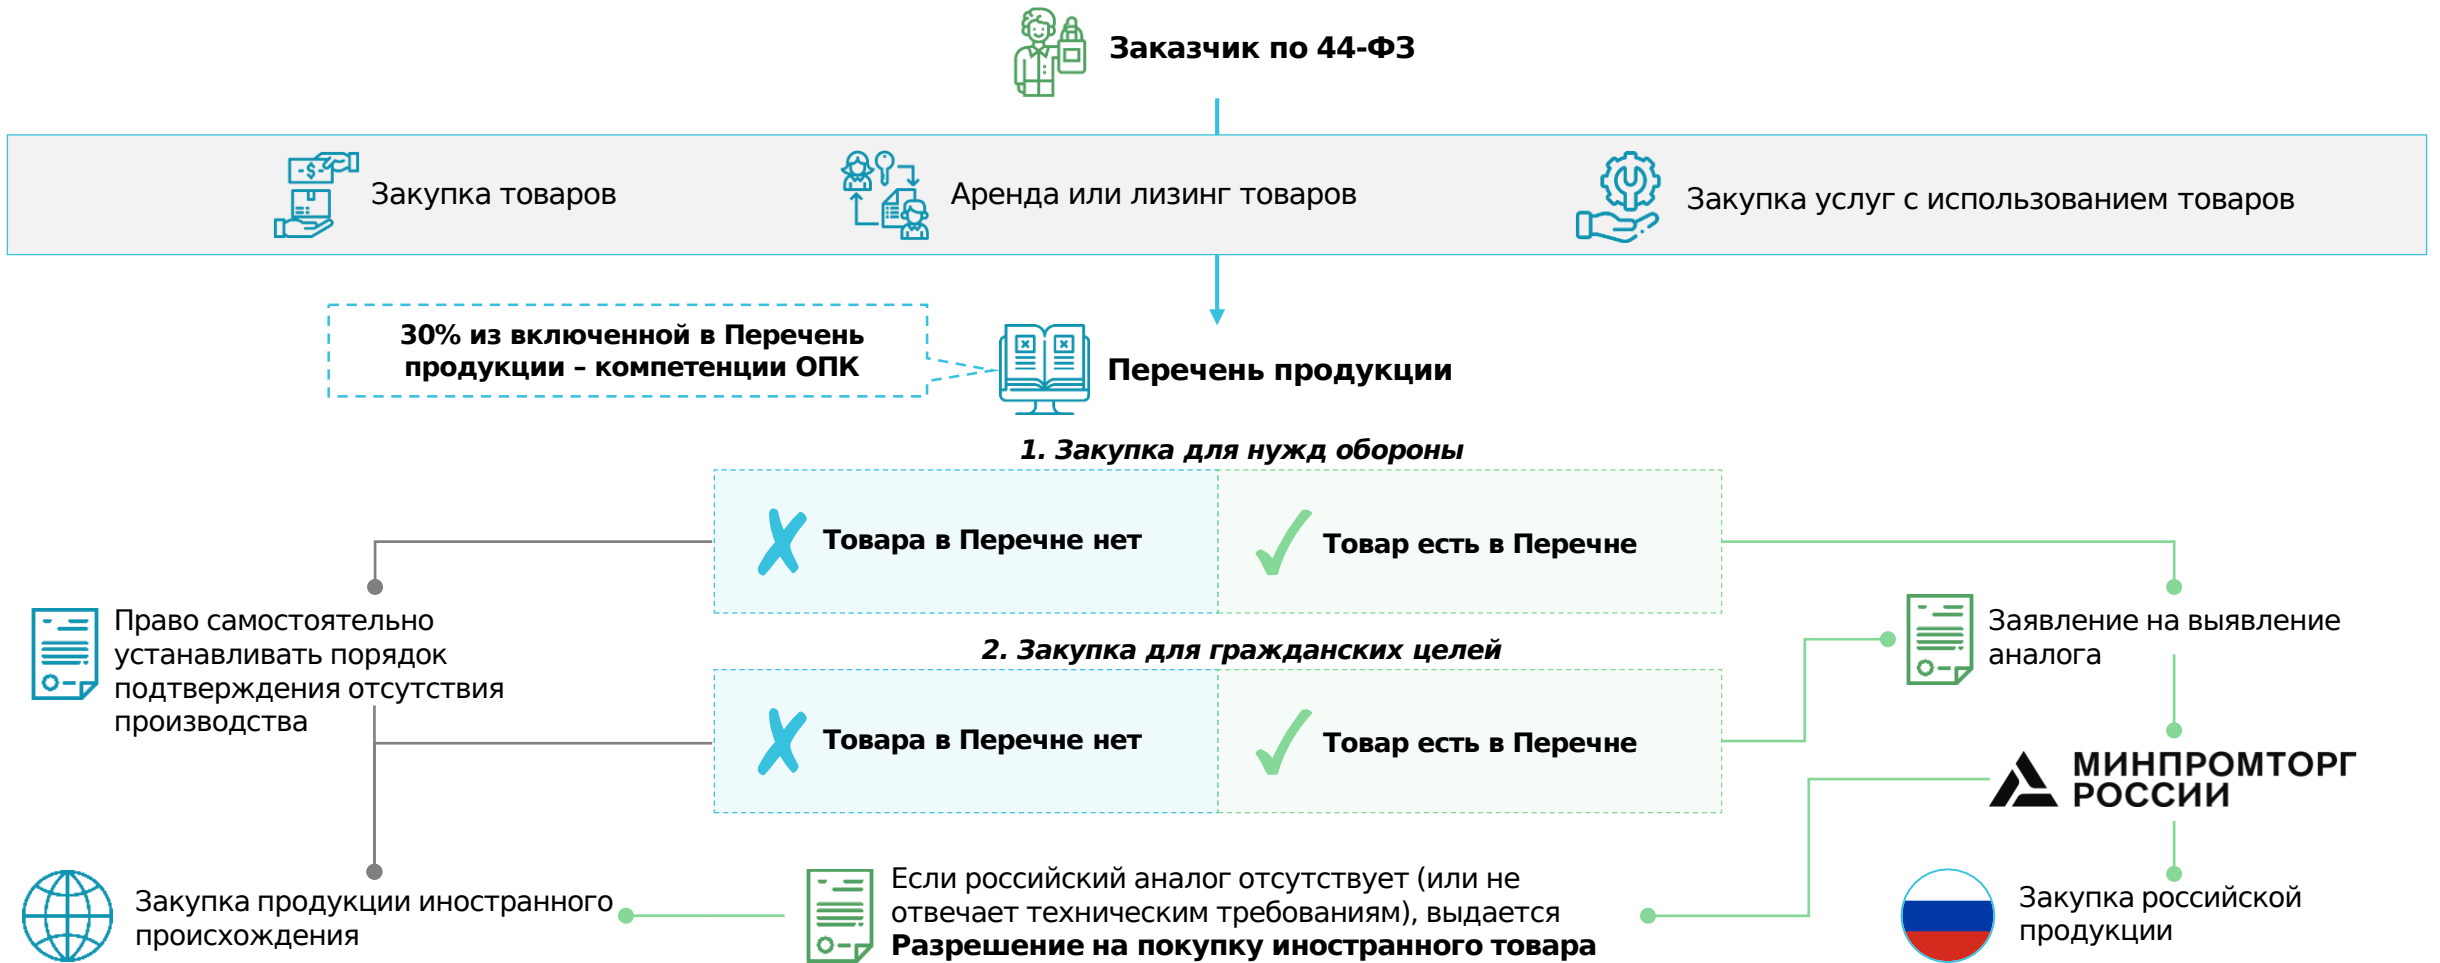 Заказчик по 44-ФЗ
Закупка товаров
Аренда или лизинг товаров
Закупка услуг с использованием товаров
30% из включенной в Перечень
продукции – компетенции ОПК
Перечень продукции
1. Закупка для нужд обороны
Товара в Перечне нет
Товар есть в Перечне
Право самостоятельно
устанавливать порядок
подтверждения отсутствия
производства
Заявление на выявление
аналога
2. Закупка для гражданских целей
Товара в Перечне нет
Товар есть в Перечне
МИНПРОМТОРГ
РОССИИ
Закупка продукции иностранного
происхождения
Если российский аналог отсутствует (или не
отвечает техническим требованиям), выдается
Разрешение на покупку иностранного товара
Закупка российской
продукции